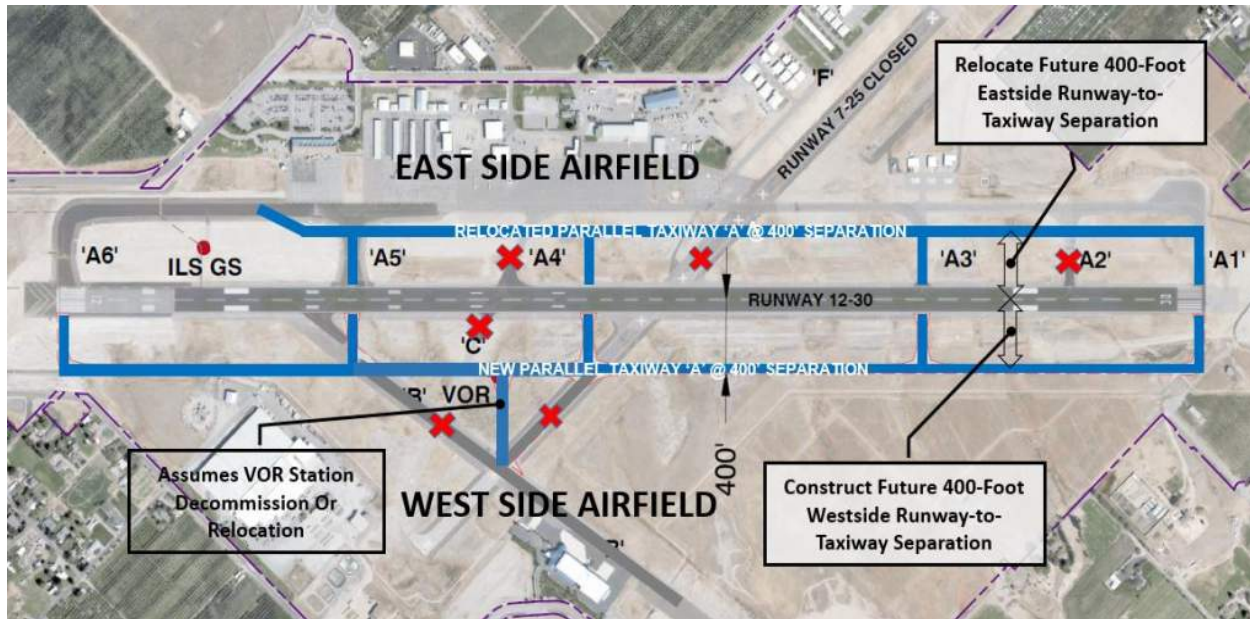 Relocate Future 400-Foot
Eastside Runway-to-
Taxiway Separation
'F'
RUNWAY 7-25 CLOSED
EAST SIDE AIRFIELD
RELOCATED PARALLEL TAXIWAY 'A' @ 400' SEPARATION
'A6'
ILS GS
'A5'
'A4'
'A3'
'A2'
'A1'
RUNWAY 12-30
'C'
NEW PARALLEL TAXIWAY 'A' @ 400' SEPARATION
'B'
VOR
400'
Assumes VOR Station
Decommission Or
Relocation
WEST SIDE AIRFIELD
Construct Future 400-Foot
Westside Runway-to-
Taxiway Separation